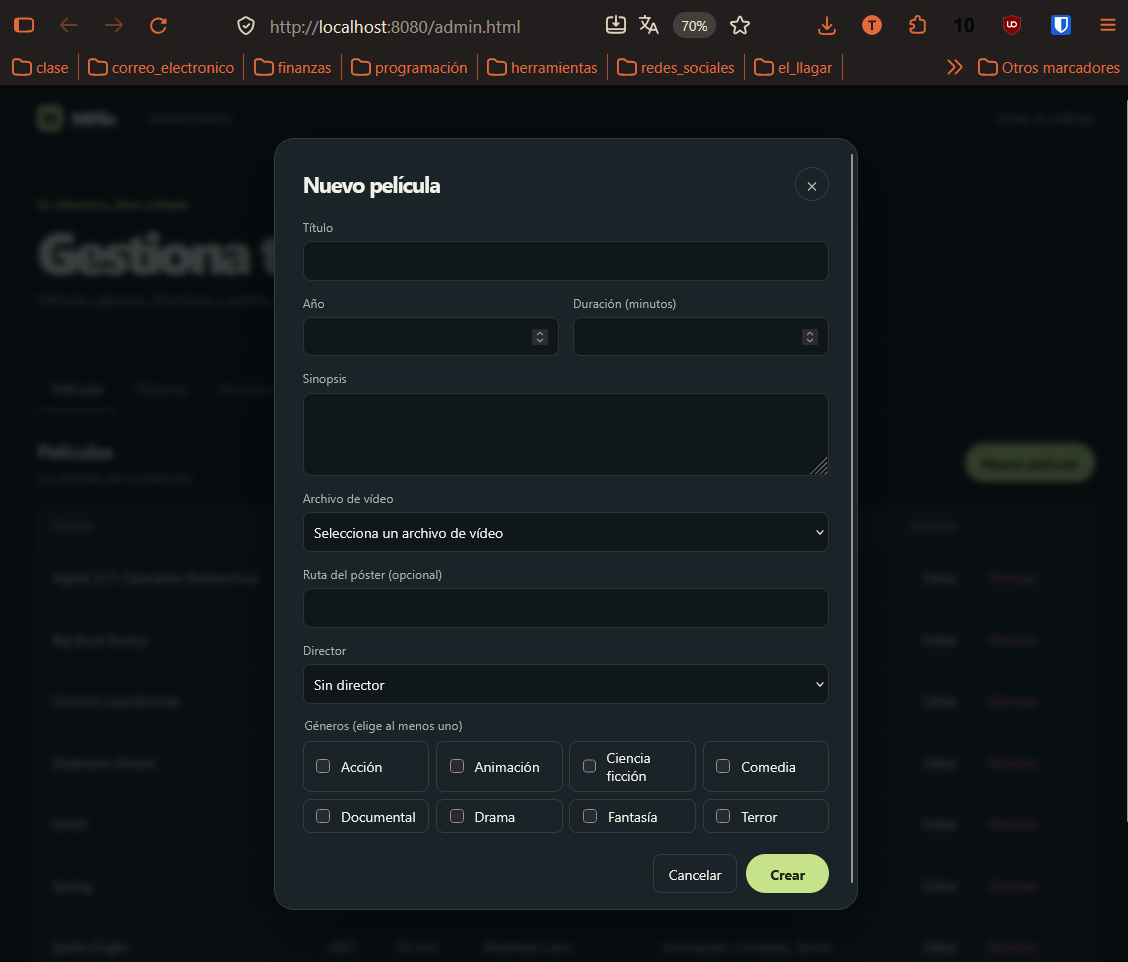 http://localhost:8080/admin.html
70%
T
10
clase
correo_electronico
finanzas
programación
herramientas
redes_sociales
el_llagar
Otros marcadores
Gestiona t
Nuevo película
Título
Año
Duración (minutos)
Sinopsis
Archivo de vídeo
Selecciona un archivo de vídeo
Ruta del póster (opcional)
Director
Sin director
Géneros (elige al menos uno)
Acción
Animación
Ciencia ficción
Comedia
Documental
Drama
Fantasía
Terror
Cancelar
Crear
Películas